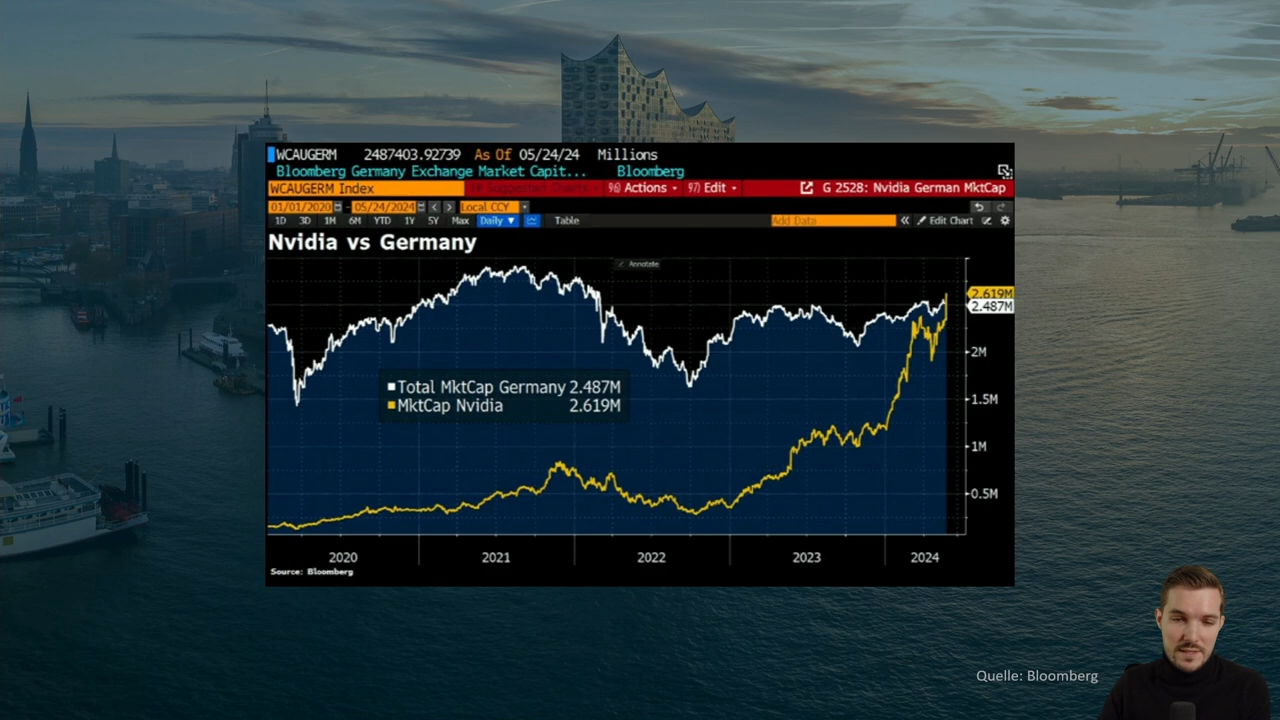 WCAUGERM 2487403.92739 As Of 05/24/24 Millions
Bloomberg Germany Exchange Market Capit... Bloomberg
WCAUGERM Index 94) Suggested Charts 96) Actions 97) Edit G 2528: Nvidia German MktCap
01/01/2020 - 05/24/2024 Local CCY
1D 3D 1M 6M YTD 1Y 5Y Max Daily Table Add Data Edit Chart
Nvidia vs Germany
Annotate
2.619M
2.487M
2M
Total MktCap Germany 2.487M
MktCap Nvidia 2.619M
1.5M
1M
0.5M
2020 2021 2022 2023 2024
Source: Bloomberg
Quelle: Bloomberg